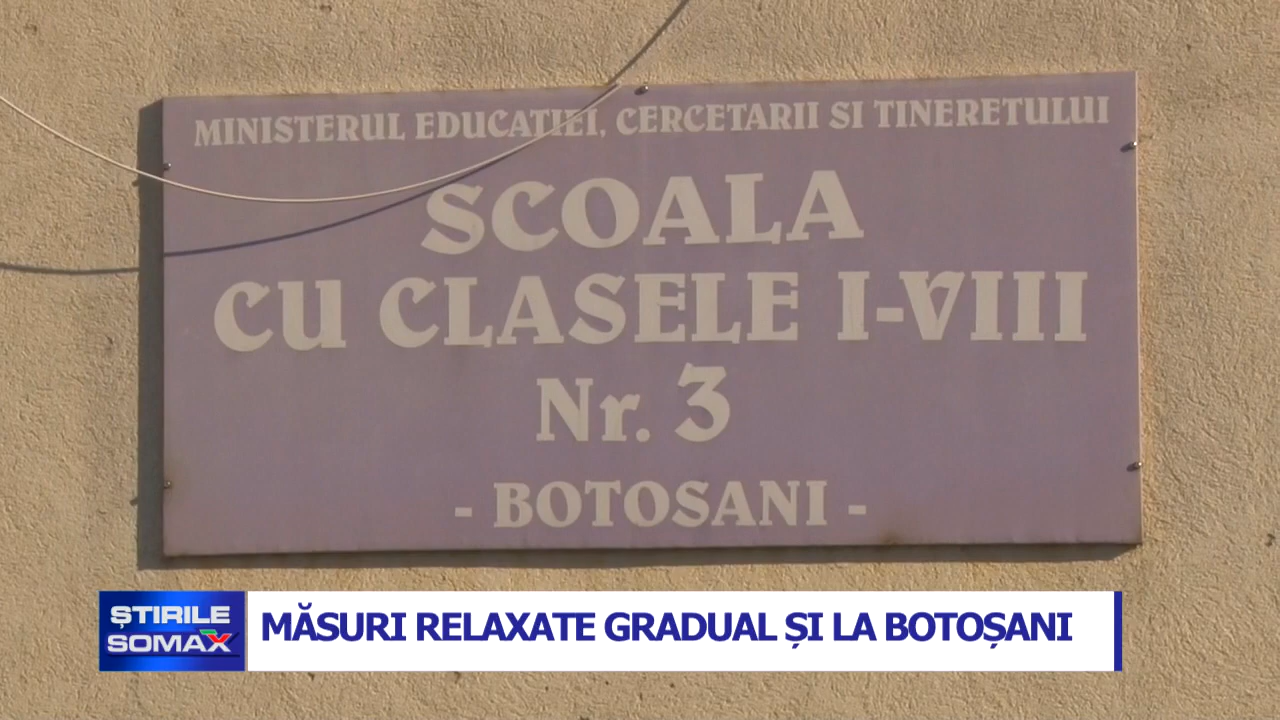 MINISTERUL EDUCATIEI, CERCETARII SI TINERETULUI
SCOALA
CU CLASELE I-VIII
Nr. 3
- BOTOSANI -
ȘTIRILE
SOMAX
MĂSURI RELAXATE GRADUAL ȘI LA BOTOȘANI